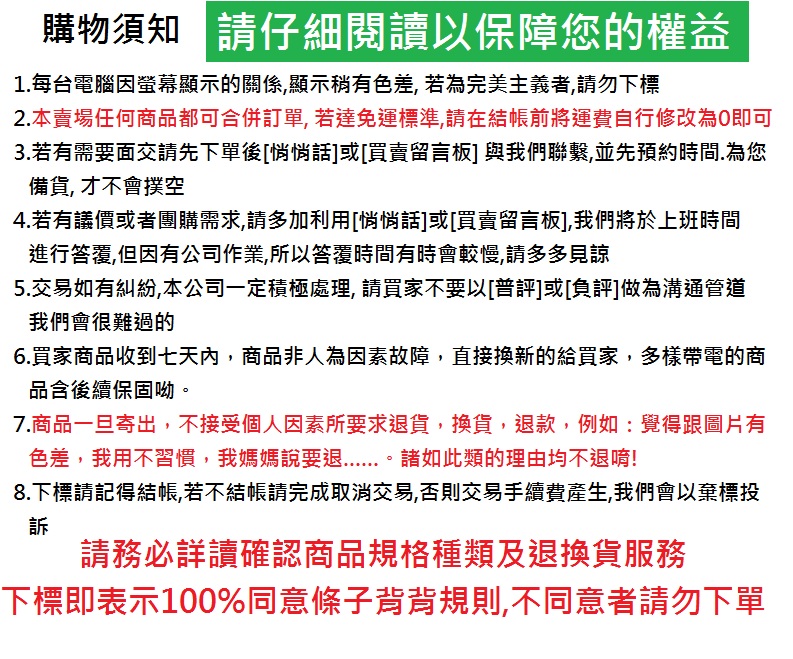 購物須知 請仔細閱讀以保障您的權益
1.每台電腦因螢幕顯示的關係,顯示稍有色差, 若為完美主義者,請勿下標
2.本賣場任何商品都可合併訂單, 若達免運標準,請在結帳前將運費自行修改為0即可
3.若有需要面交請先下單後[悄悄話]或[買賣留言板] 與我們聯繫,並先預約時間.為您
備貨, 才不會撲空
4.若有議價或者團購需求,請多加利用[悄悄話]或[買賣留言板],我們將於上班時間
進行答覆,但因有公司作業,所以答覆時間有時會較慢,請多多見諒
5.交易如有糾紛,本公司一定積極處理, 請買家不要以[普評]或[負評]做為溝通管道
我們會很難過的
6.買家商品收到七天內，商品非人為因素故障，直接換新的給買家，多樣帶電的商
品含後續保固呦。
7.商品一旦寄出，不接受個人因素所要求退貨，換貨，退款，例如：覺得跟圖片有
色差，我用不習慣，我媽媽說要退......。諸如此類的理由均不退唷!
8.下標請記得結帳,若不結帳請完成取消交易,否則交易手續費產生,我們會以棄標投
訴
請務必詳讀確認商品規格種類及退換貨服務
下標即表示100%同意條子背背規則,不同意者請勿下單